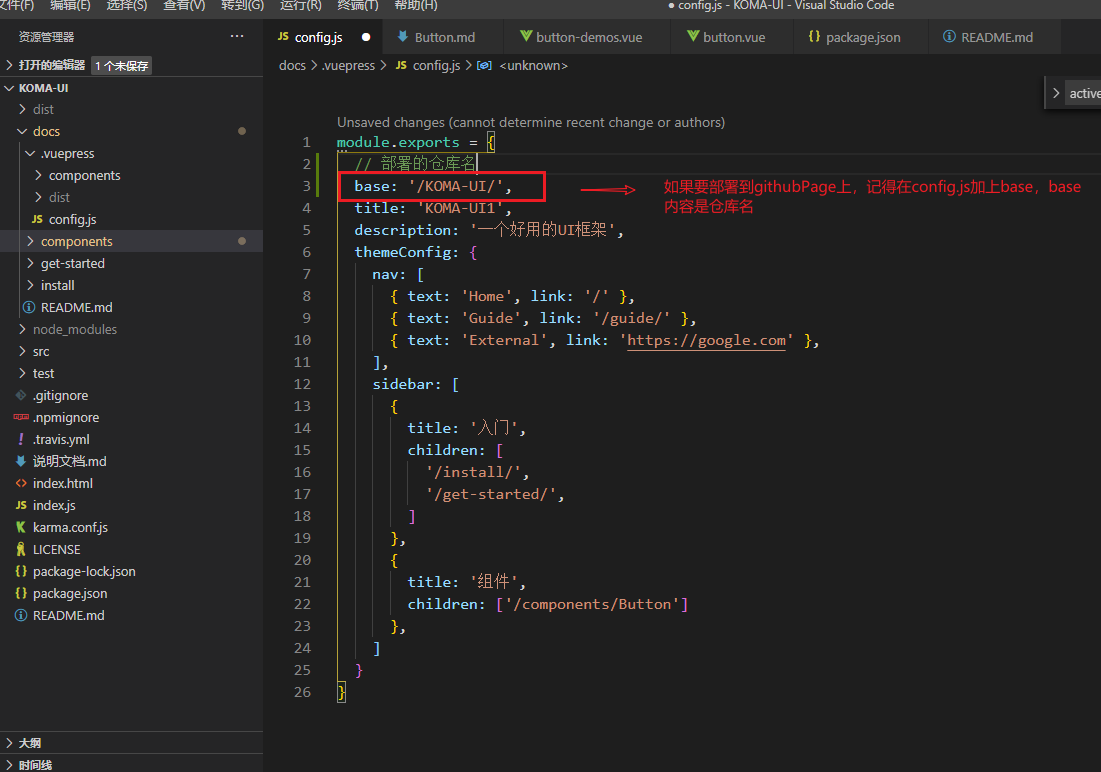 文件(F) 编辑(E) 选择(S) 查看(V) 转到(G) 运行(R) 终端(T) 帮助(H) ● config.js - KOMA-UI - Visual Studio Code
资源管理器 ···
JS config.js ● Button.md button-demos.vue button.vue {} package.json README.md
打开的编辑器 1 个未保存
docs > .vuepress > JS config.js > <unknown>
active
KOMA-UI
dist
docs
.vuepress
components
dist
JS config.js
components
get-started
install
README.md
node_modules
src
test
.gitignore
.npmignore
.travis.yml
说明文档.md
index.html
JS index.js
karma.conf.js
LICENSE
{} package-lock.json
{} package.json
README.md
大纲
时间线
Unsaved changes (cannot determine recent change or authors)
1 module.exports = {
2 // 部署的仓库名
3 base: '/KOMA-UI/',
4 title: 'KOMA-UI1',
5 description: '一个好用的UI框架',
6 themeConfig: {
7 nav: [
8 { text: 'Home', link: '/' },
9 { text: 'Guide', link: '/guide/' },
10 { text: 'External', link: 'https://google.com' },
11 ],
12 sidebar: [
13 {
14 title: '入门',
15 children: [
16 '/install/',
17 '/get-started/',
18 ]
19 },
20 {
21 title: '组件',
22 children: ['/components/Button']
23 },
24 ]
25 }
26 }
如果要部署到githubPage上，记得在config.js加上base，base
内容是仓库名